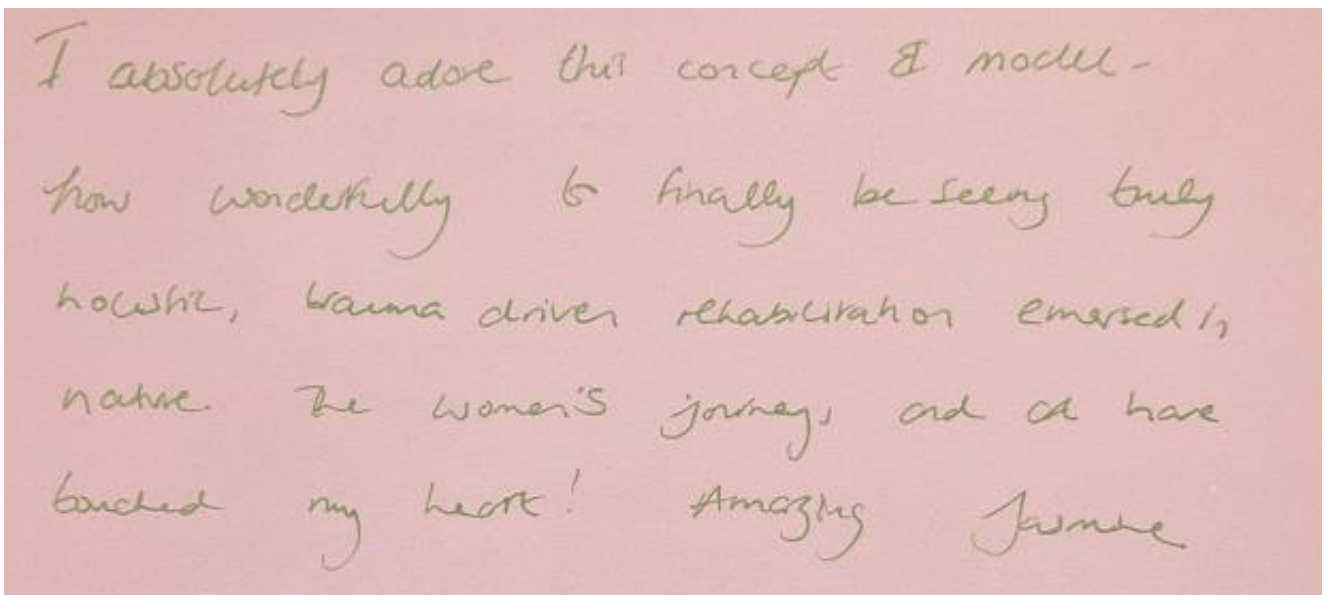 I absolutely adore this concept & model -
how wonderfully to finally be seeing truly
holistic, trauma driven rehabilitation emersed in
nature. The women's journeys and art have
touched my heart! Amazing Jasmine